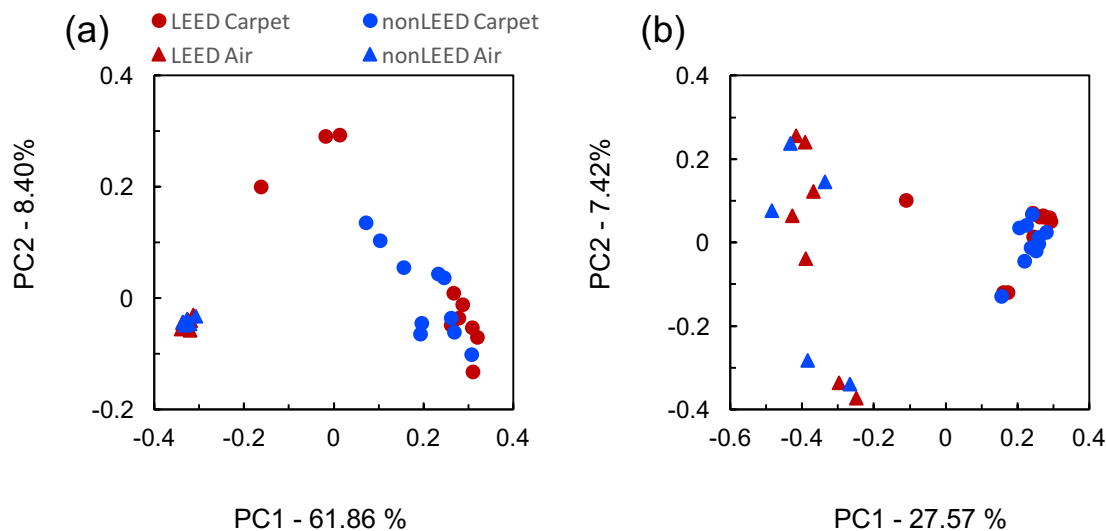 (a)
LEED Carpet
nonLEED Carpet
LEED Air
nonLEED Air
0.4
0.2
0
-0.2
-0.4
-0.2
0
0.2
0.4
PC2 - 8.40%
PC1 - 61.86 %
(b)
0.4
0.2
0
-0.2
-0.4
-0.6
-0.4
-0.2
0
0.2
0.4
PC2 - 7.42%
PC1 - 27.57 %